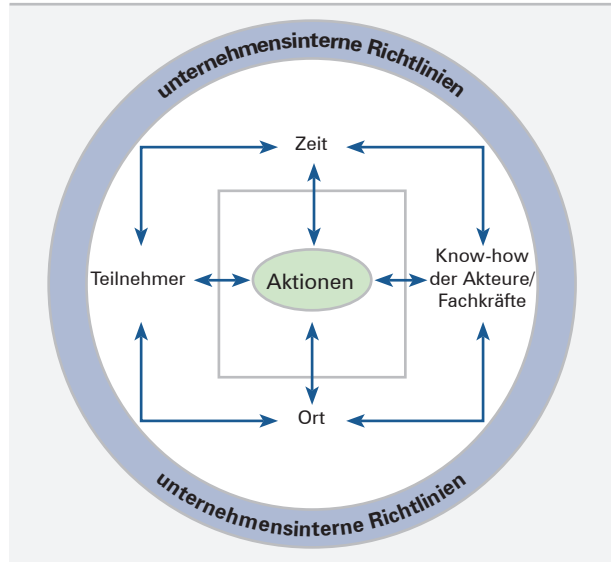 unternehmensinterne Richtlinien
Zeit
Teilnehmer
Aktionen
Know-how
der Akteure/
Fachkräfte
Ort
unternehmensinterne Richtlinien